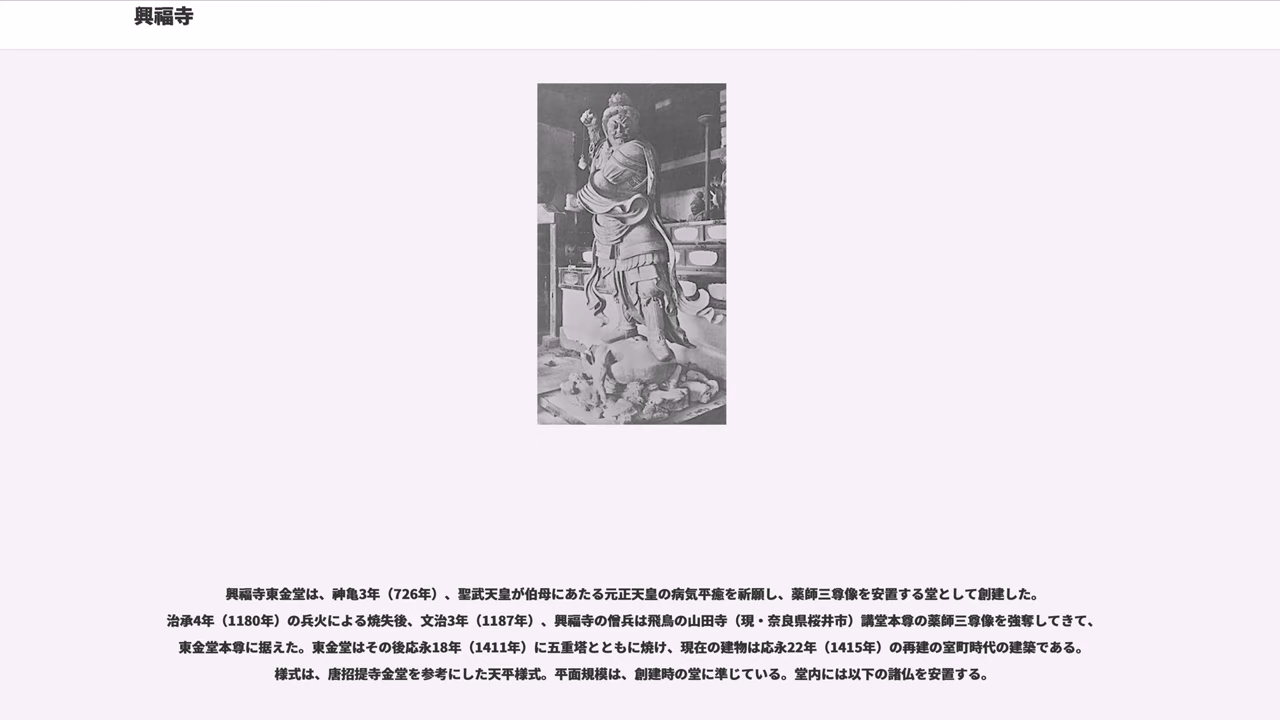 興福寺
興福寺東金堂は、神亀3年（726年）、聖武天皇が伯母にあたる元正天皇の病気平癒を祈願し、薬師三尊像を安置する堂として創建した。
治承4年（1180年）の兵火による焼失後、文治3年（1187年）、興福寺の僧兵は飛鳥の山田寺（現・奈良県桜井市）講堂本尊の薬師三尊像を強奪してきて、
東金堂本尊に据えた。東金堂はその後応永18年（1411年）に五重塔とともに焼け、現在の建物は応永22年（1415年）の再建の室町時代の建築である。
様式は、唐招提寺金堂を参考にした天平様式。平面規模は、創建時の堂に準じている。堂内には以下の諸仏を安置する。